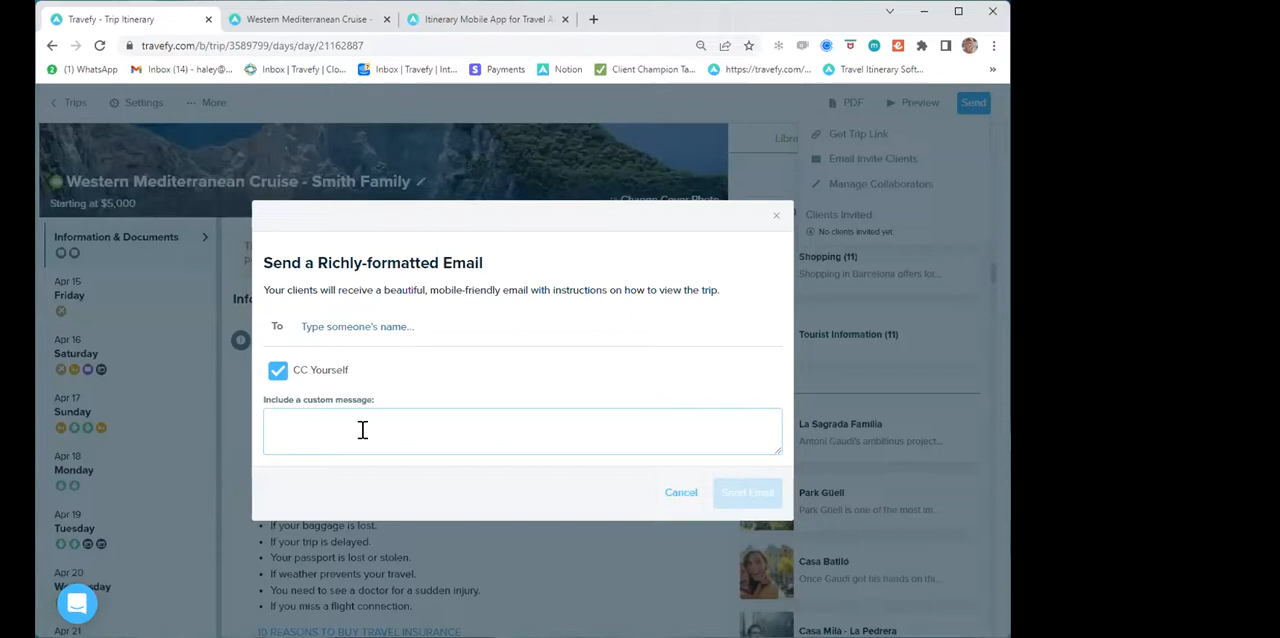 Travefy - Trip Itinerary
Western Mediterranean Cruise -
Itinerary Mobile App for Travel A
travefy.com/b/trip/3589799/days/day/21162887
(1) WhatsApp
Inbox (14) - haley@...
Inbox | Travefy | Clo...
Inbox | Travefy | Int...
Payments
Notion
Client Champion Ta...
https://travefy.com/...
Travel Itinerary Soft...
»
Trips
Settings
More
PDF
Preview
Send
Get Trip Link
Email Invite Clients
Manage Collaborators
Clients Invited
No clients invited yet.
Western Mediterranean Cruise - Smith Family
Starting at $5,000
Change Cover Photo
Information & Documents
Apr 15
Friday
Apr 16
Saturday
Apr 17
Sunday
Apr 18
Monday
Apr 19
Tuesday
Apr 20
Wednesday
Apr 21
Send a Richly-formatted Email
Your clients will receive a beautiful, mobile-friendly email with instructions on how to view the trip.
To Type someone's name...
CC Yourself
Include a custom message:
Cancel
Send Email
If your baggage is lost.
If your trip is delayed.
Your passport is lost or stolen.
If weather prevents your travel.
You need to see a doctor for a sudden injury.
If you miss a flight connection.
10 REASONS TO BUY TRAVEL INSURANCE
Shopping (11)
Shopping in Barcelona offers for...
Tourist Information (11)
La Sagrada Família
Antoni Gaudí's ambitious project...
Park Güell
Park Güell is one of the most im...
Casa Batlló
Once Gaudí got his hands on thi...
Casa Milà - La Pedrera